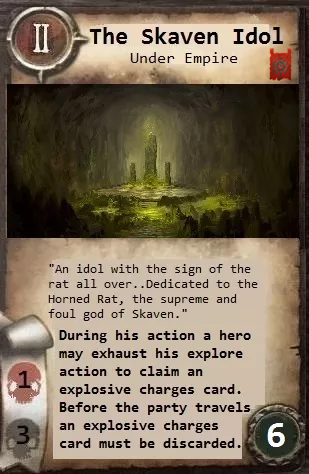 II
The Skaven Idol
Under Empire
"An idol with the sign of the
rat all over..Dedicated to the
Horned Rat, the supreme and
foul god of Skaven."
During his action a hero
may exhaust his explore
action to claim an
explosive charges card.
Before the party travels
an explosive charges
card must be discarded.
1
3
6